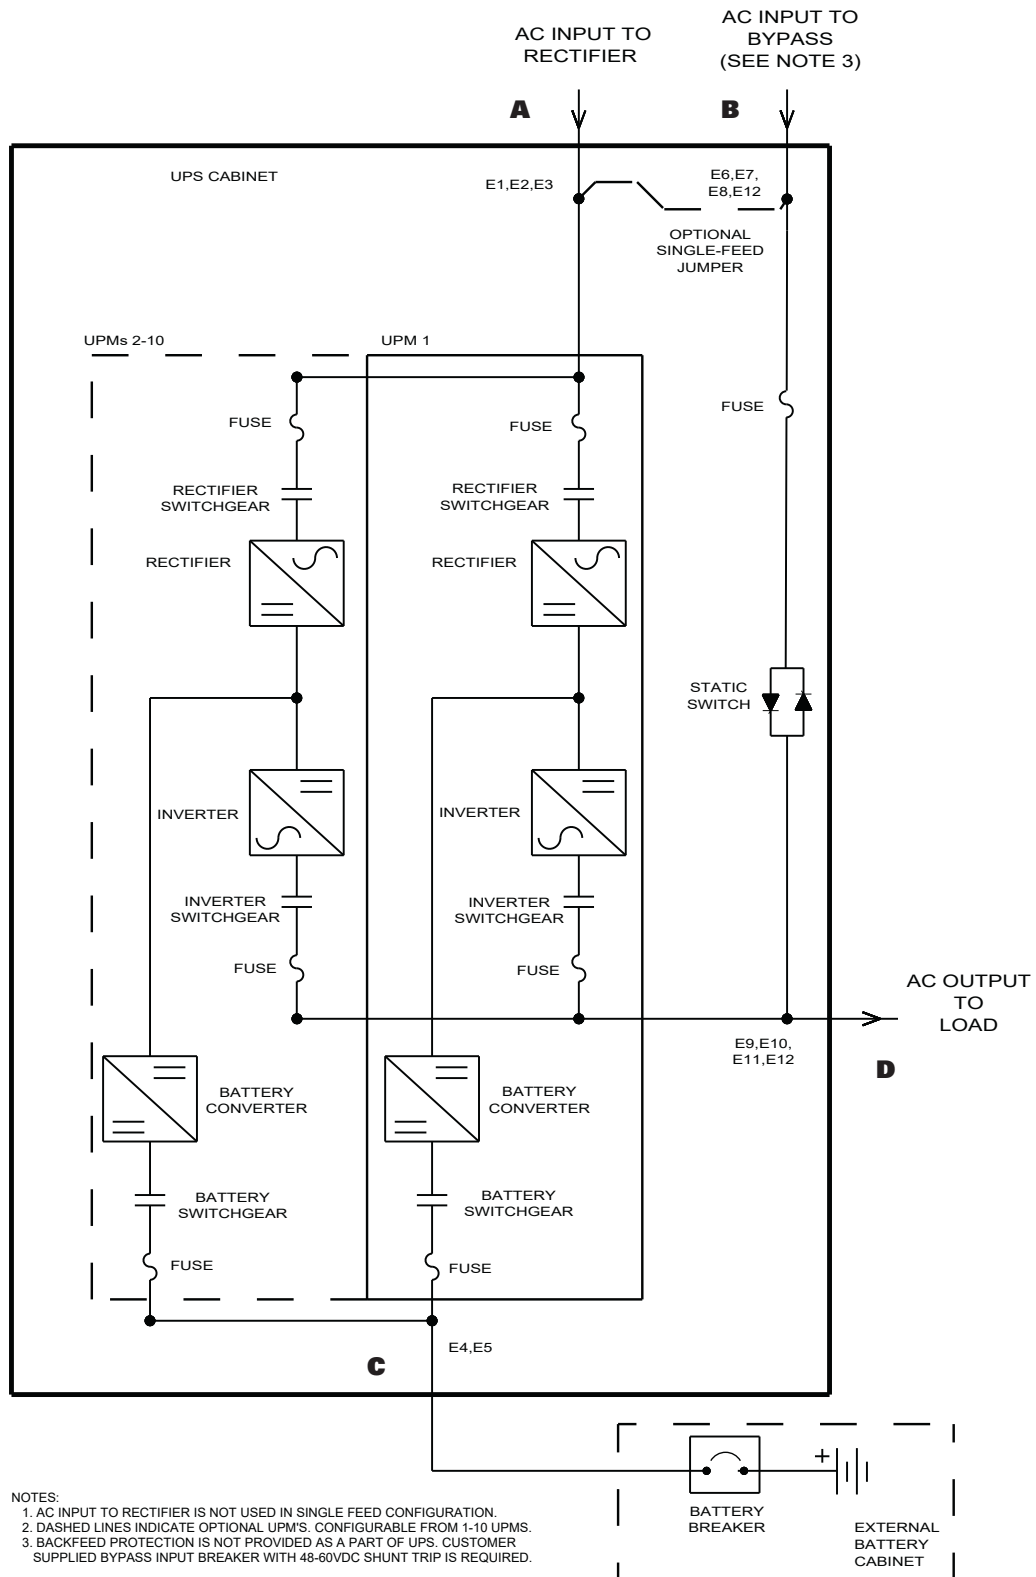 AC INPUT TO
RECTIFIER
AC INPUT TO
BYPASS
(SEE NOTE 3)
A
B
UPS CABINET
E1,E2,E3
E6,E7,
E8,E12
OPTIONAL
SINGLE-FEED
JUMPER
UPMs 2-10
UPM 1
FUSE
FUSE
FUSE
RECTIFIER
SWITCHGEAR
RECTIFIER
SWITCHGEAR
RECTIFIER
RECTIFIER
STATIC
SWITCH
INVERTER
INVERTER
INVERTER
SWITCHGEAR
INVERTER
SWITCHGEAR
FUSE
FUSE
AC OUTPUT
TO
LOAD
E9,E10,
E11,E12
D
BATTERY
CONVERTER
BATTERY
CONVERTER
BATTERY
SWITCHGEAR
BATTERY
SWITCHGEAR
FUSE
FUSE
E4,E5
C
+
BATTERY
BREAKER
EXTERNAL
BATTERY
CABINET
NOTES:
1. AC INPUT TO RECTIFIER IS NOT USED IN SINGLE FEED CONFIGURATION.
2. DASHED LINES INDICATE OPTIONAL UPM'S. CONFIGURABLE FROM 1-10 UPMS.
3. BACKFEED PROTECTION IS NOT PROVIDED AS A PART OF UPS. CUSTOMER
SUPPLIED BYPASS INPUT BREAKER WITH 48-60VDC SHUNT TRIP IS REQUIRED.